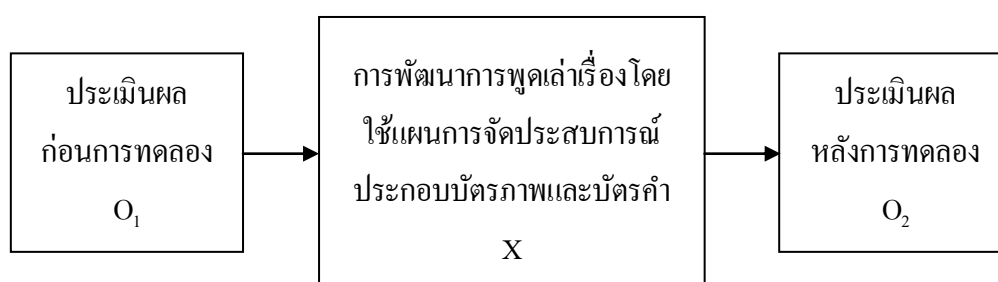 ประเมินผล
ก่อนการทดลอง
O₁
การพัฒนาการพูดเล่าเรื่องโดย
ใช้แผนการจัดประสบการณ์
ประกอบบัตรภาพและบัตรคำ
X
ประเมินผล
หลังการทดลอง
O₂